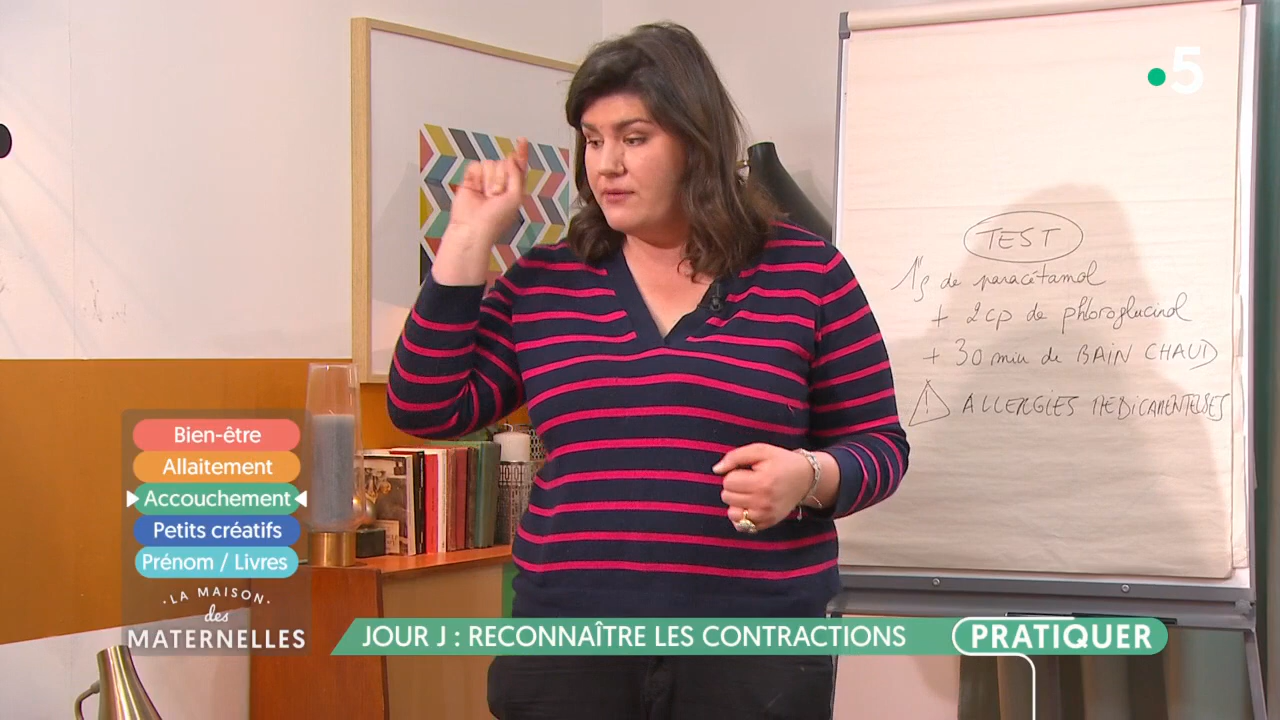 5
TEST
1g de paracétamol
+ 2cp de phloroglucinol
+ 30 min de BAIN CHAUD
! ALLERGIES MEDICAMENTEUSES
Bien-être
Allaitement
Accouchement
Petits créatifs
Prénom / Livres
·LA MAISON·
des
MATERNELLES
JOUR J : RECONNAÎTRE LES CONTRACTIONS
PRATIQUER